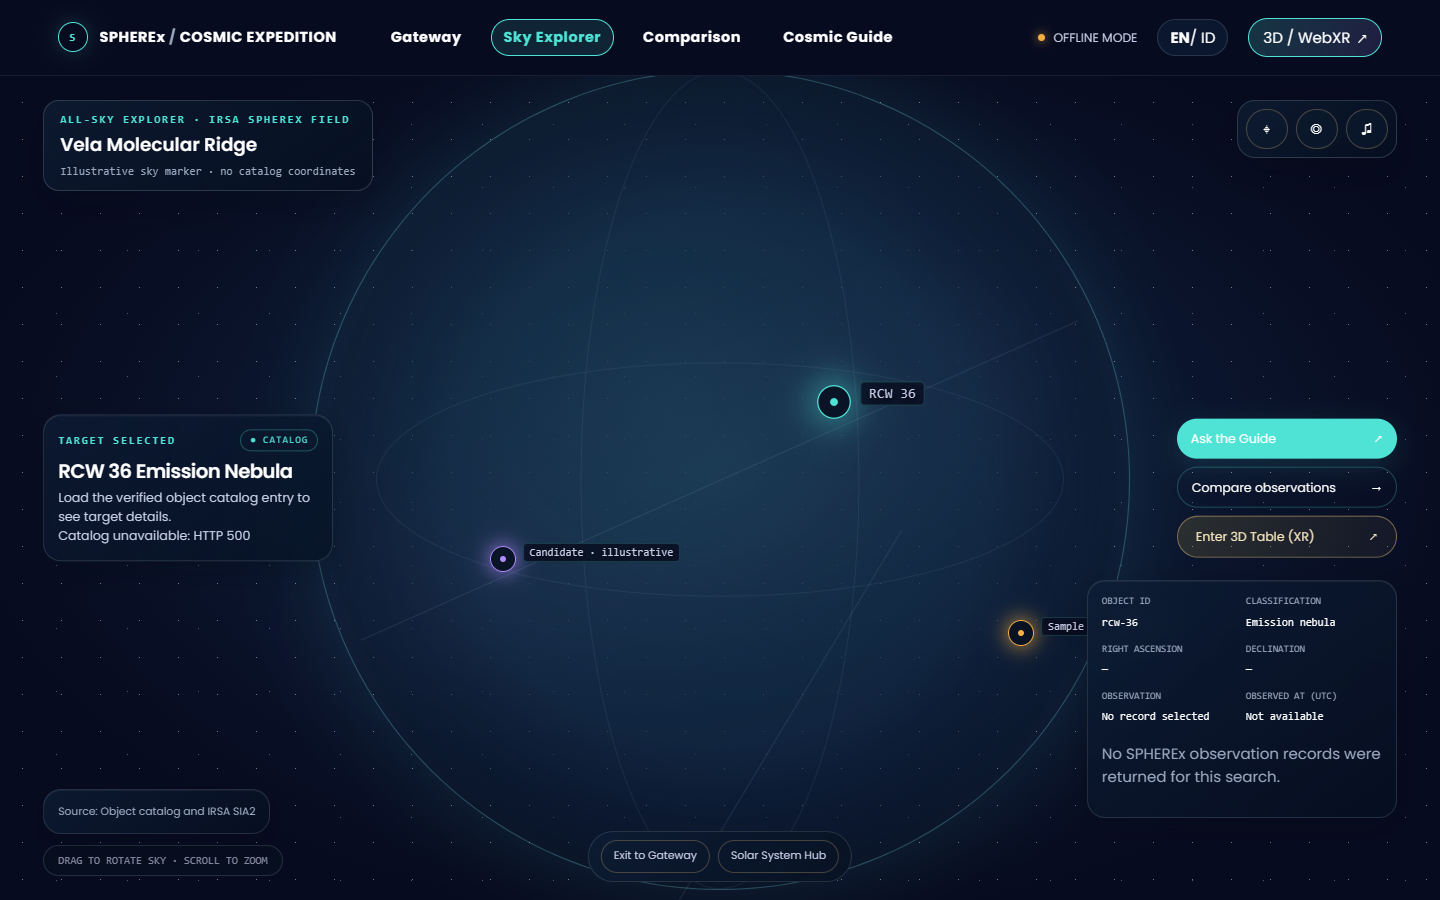 S SPHEREx / COSMIC EXPEDITION Gateway Sky Explorer Comparison Cosmic Guide OFFLINE MODE EN/ ID 3D / WebXR ↗
ALL-SKY EXPLORER · IRSA SPHEREX FIELD
Vela Molecular Ridge
Illustrative sky marker · no catalog coordinates
RCW 36
TARGET SELECTED CATALOG
RCW 36 Emission Nebula
Load the verified object catalog entry to
see target details.
Catalog unavailable: HTTP 500
Candidate · illustrative
Sample
Ask the Guide ↗
Compare observations →
Enter 3D Table (XR) ↗
OBJECT ID CLASSIFICATION
rcw-36 Emission nebula
RIGHT ASCENSION DECLINATION
— —
OBSERVATION OBSERVED AT (UTC)
No record selected Not available
No SPHEREx observation records were
returned for this search.
Source: Object catalog and IRSA SIA2
DRAG TO ROTATE SKY · SCROLL TO ZOOM
Exit to Gateway Solar System Hub